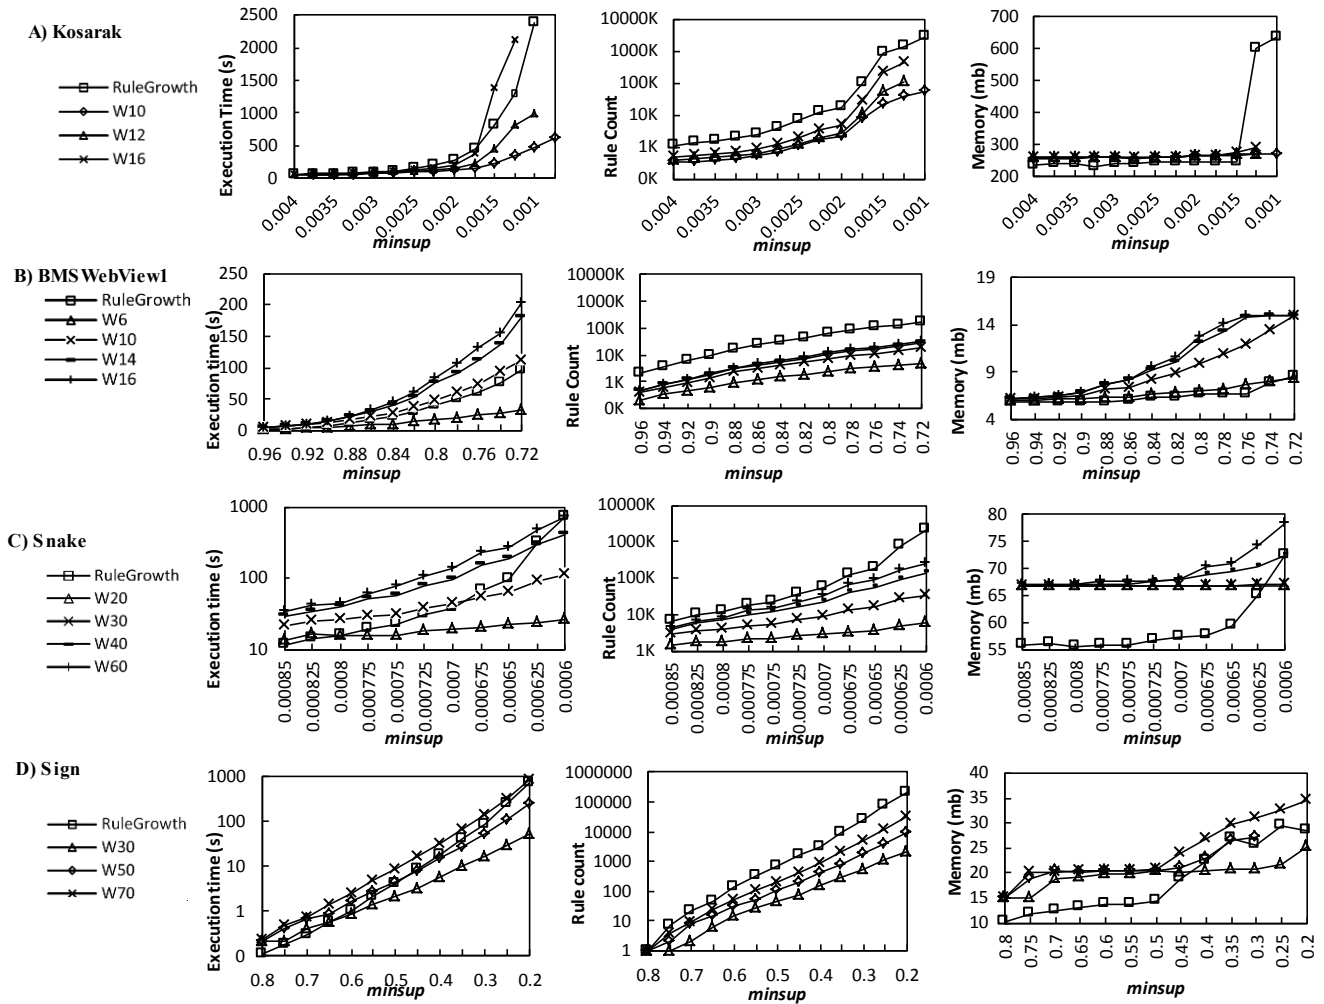 A) Kosarak
RuleGrowth
W10
W12
W16
Execution Time (s)
2500
2000
1500
1000
500
0
0.004
0.0035
0.003
0.0025
0.002
0.0015
0.001
minsup
Rule Count
10000K
1000K
100K
10K
1K
0K
0.004
0.0035
0.003
0.0025
0.002
0.0015
0.001
minsup
Memory (mb)
700
600
500
400
300
200
0.004
0.0035
0.003
0.0025
0.002
0.0015
0.001
minsup
B) BMSWebView1
RuleGrowth
W6
W10
W14
W16
Execution time (s)
250
200
150
100
50
0
0.96
0.92
0.88
0.84
0.8
0.76
0.72
minsup
Rule Count
10000K
1000K
100K
10K
1K
0K
0.96
0.94
0.92
0.9
0.88
0.86
0.84
0.82
0.8
0.78
0.76
0.74
0.72
minsup
Memory (mb)
19
14
9
4
0.96
0.94
0.92
0.9
0.88
0.86
0.84
0.82
0.8
0.78
0.76
0.74
0.72
minsup
C) Snake
RuleGrowth
W20
W30
W40
W60
Execution time (s)
1000
100
10
0.00085
0.000825
0.0008
0.000775
0.00075
0.000725
0.0007
0.000675
0.00065
0.000625
0.0006
minsup
Rule Count
10000K
1000K
100K
10K
1K
0.00085
0.000825
0.0008
0.000775
0.00075
0.000725
0.0007
0.000675
0.00065
0.000625
0.0006
minsup
Memory (mb)
80
75
70
65
60
55
0.00085
0.000825
0.0008
0.000775
0.00075
0.000725
0.0007
0.000675
0.00065
0.000625
0.0006
minsup
D) Sign
RuleGrowth
W30
W50
W70
Execution time (s)
1000
100
10
1
0
0.8
0.7
0.6
0.5
0.4
0.3
0.2
minsup
Rule count
1000000
100000
10000
1000
100
10
1
0.8
0.7
0.6
0.5
0.4
0.3
0.2
minsup
Memory (mb)
40
35
30
25
20
15
10
0.8
0.75
0.7
0.65
0.6
0.55
0.5
0.45
0.4
0.35
0.3
0.25
0.2
minsup